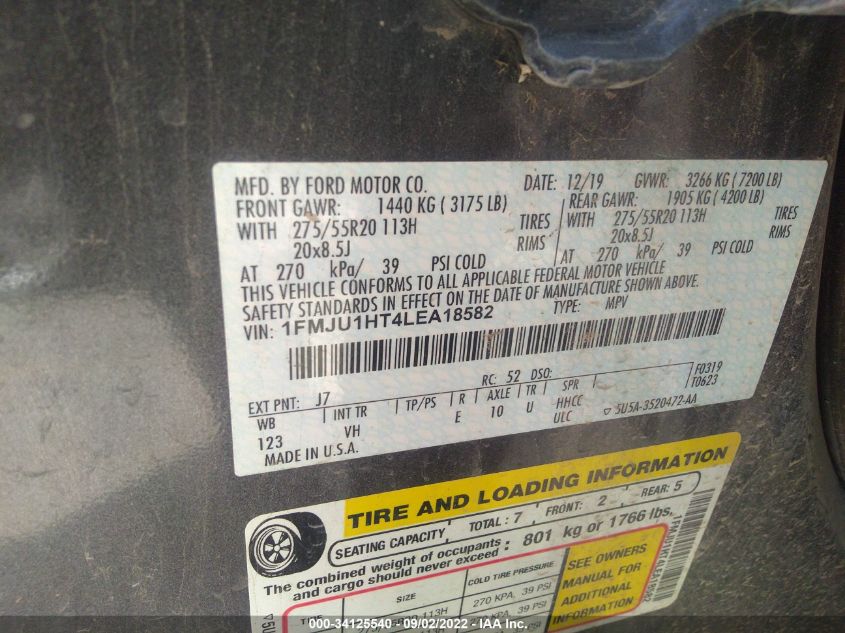 MFD. BY FORD MOTOR CO. DATE: 12/19 GVWR: 3266 KG ( 7200 LB)
FRONT GAWR: 1440 KG ( 3175 LB) REAR GAWR: 1905 KG ( 4200 LB)
WITH 275/55R20 113H TIRES WITH 275/55R20 113H TIRES
20x8.5J RIMS 20x8.5J RIMS
AT 270 kPa/ 39 PSI COLD AT 270 kPa/ 39 PSI COLD
THIS VEHICLE CONFORMS TO ALL APPLICABLE FEDERAL MOTOR VEHICLE
SAFETY STANDARDS IN EFFECT ON THE DATE OF MANUFACTURE SHOWN ABOVE.
VIN: 1FMJU1HT4LEA18582 TYPE: MPV
EXT PNT: J7 RC: 52 DSO: F0319
WB INT TR TP/PS R AXLE TR SPR T0623
123 VH E 10 U HHCC
ULC 5U5A-3520472-AA
MADE IN U.S.A.
TIRE AND LOADING INFORMATION
SEATING CAPACITY TOTAL: 7 FRONT: 2 REAR: 5
The combined weight of occupants and cargo should never exceed: 801 kg or 1766 lbs.
SIZE COLD TIRE PRESSURE
113H 270 KPA, 39 PSI
SEE OWNERS
MANUAL FOR
ADDITIONAL
INFORMATION
000-34125540 - 09/02/2022 - IAA Inc.